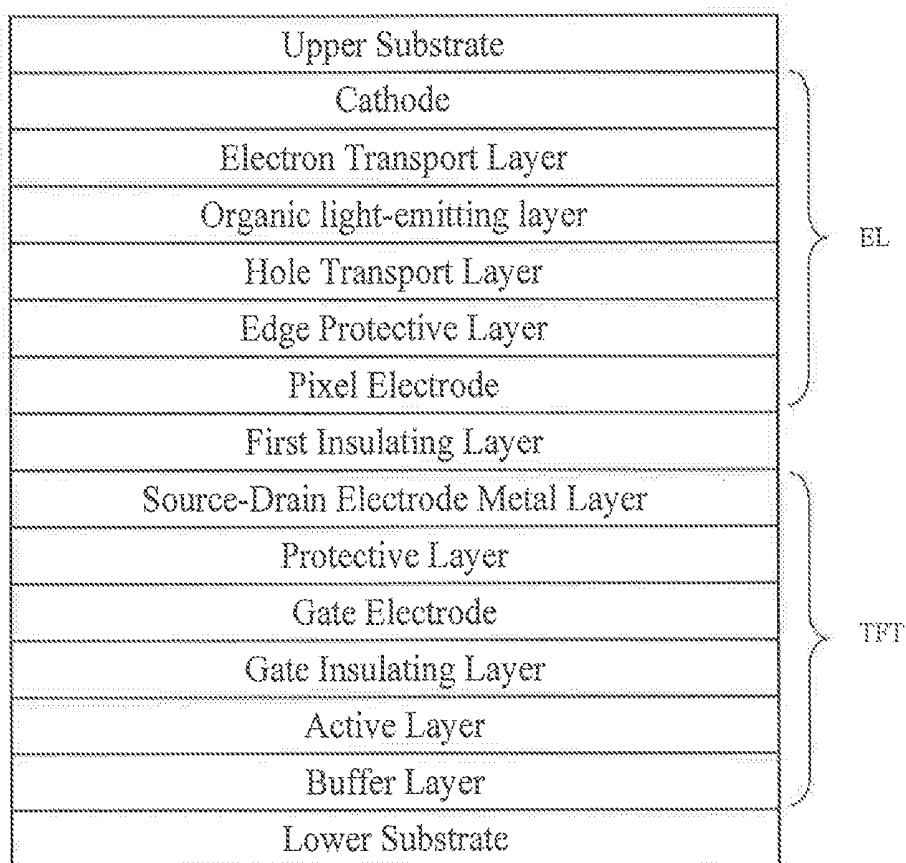 Upper Substrate
Cathode
Electron Transport Layer
Organic light-emitting layer
EL
Hole Transport Layer
Edge Protective Layer
Pixel Electrode
First Insulating Layer
Source-Drain Electrode Metal Layer
Protective Layer
Gate Electrode
TFT
Gate Insulating Layer
Active Layer
Buffer Layer
Lower Substrate